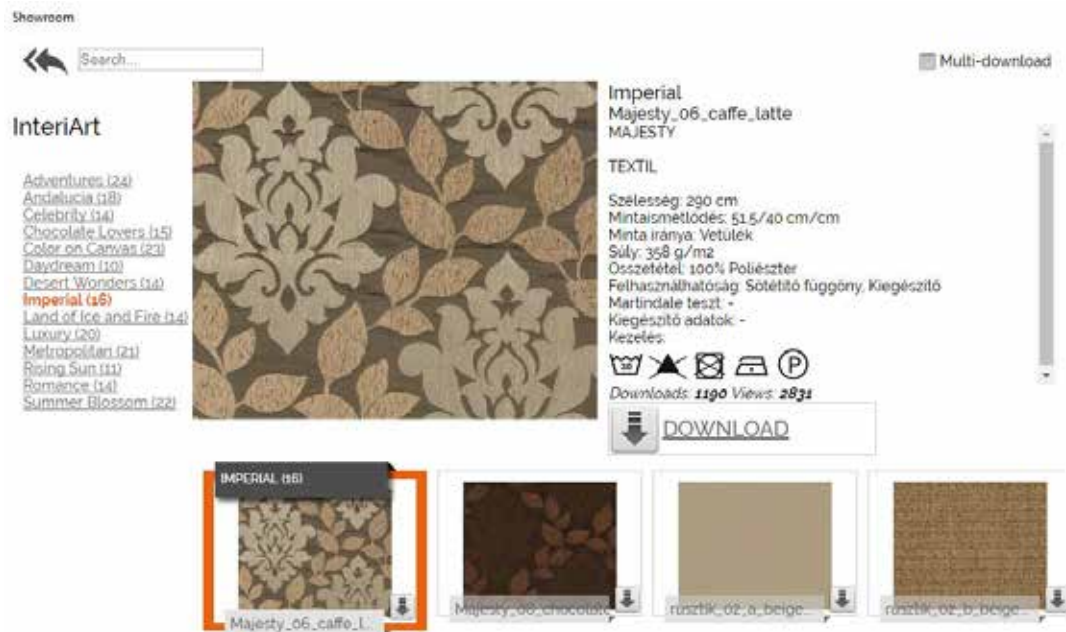 Showroom
Search...
Multi-download
InteriArt
Adventures (24)
Andalucia (18)
Celebrity (14)
Chocolate Lovers (15)
Color on Canvas (23)
Daydream (10)
Desert Wonders (14)
Imperial (16)
Land of Ice and Fire (14)
Luxury (20)
Metropolitan (21)
Rising Sun (11)
Romance (14)
Summer Blossom (22)
Imperial
Majesty_06_caffe_latte
MAJESTY
TEXTIL
Szélesség: 290 cm
Mintaismétlődés: 51.5/40 cm/cm
Minta iránya: Vetülék
Súly: 358 g/m2
Összetétel: 100% Poliészter
Felhasználhatóság: Sötétítő függöny, Kiegészítő
Martindale teszt: -
Kiegészítő adatok: -
Kezelés:
30
P
Downloads: 1190 Views: 2831
DOWNLOAD
IMPERIAL (16)
Majesty_06_caffe_l...
Majesty_08_chocolate
rusztik_02_a_beige...
rusztik_02_b_beige...